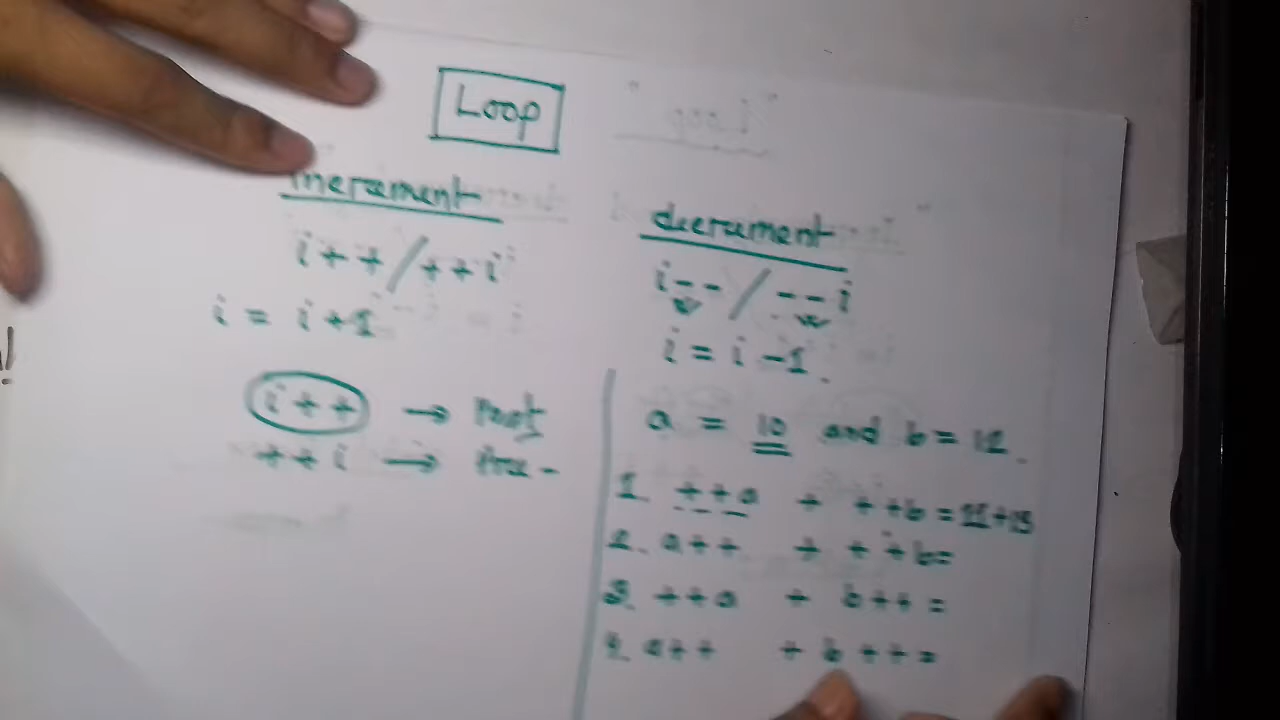 Loop
increment
i++/++i
i = i+1
i++ → Post
++i → Pre -
decrement
i--/--i
i = i-1.
a = 10 and b = 12.
1. ++a + ++b = 11+13
2. a++ + ++b=
3. ++a + b++ =
4. a++ + b++ =